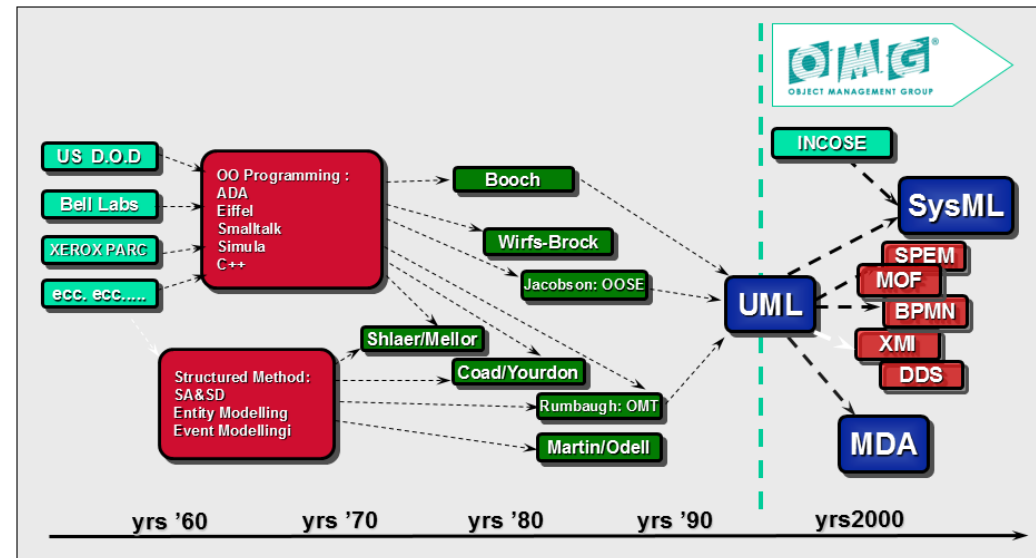 OMG®
OBJECT MANAGEMENT GROUP
INCOSE
US D.O.D
Bell Labs
XEROX PARC
ecc. ecc.....
OO Programming :
ADA
Eiffel
Smalltalk
Simula
C++
Structured Method:
SA&SD
Entity Modelling
Event Modellingi
Booch
Wirfs-Brock
Jacobson: OOSE
Shlaer/Mellor
Coad/Yourdon
Rumbaugh: OMT
Martin/Odell
UML
SysML
SPEM
MOF
BPMN
XMI
DDS
MDA
yrs '60
yrs '70
yrs '80
yrs '90
yrs2000